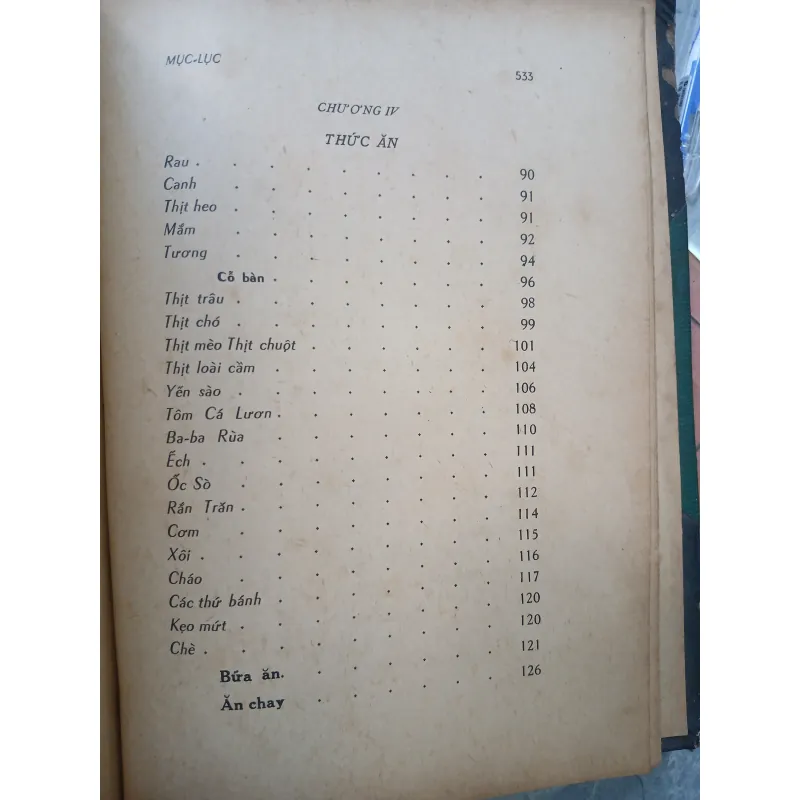 MỤC-LỤC 533
CHƯƠNG IV
THỨC ĂN
Rau . . . . . . . . 90
Canh . . . . . . . 91
Thịt heo . . . . . . . 91
Mắm . . . . . . . 92
Tương . . . . . . . 94
Cỗ bàn . . . . . . 96
Thịt trâu . . . . . . . 98
Thịt chó . . . . . . . 99
Thịt mèo Thịt chuột . . . . . 101
Thịt loài cầm . . . . . . 104
Yến sào . . . . . . . 106
Tôm Cá Lươn . . . . . . 108
Ba-ba Rùa . . . . . . 110
Ếch . . . . . . . . 111
Ốc Sò . . . . . . . 111
Rắn Trăn . . . . . . . 112
Cơm . . . . . . . 114
Xôi . . . . . . . . 115
Cháo . . . . . . . 116
Các thứ bánh . . . . . . 117
Kẹo mứt . . . . . . . 120
Chè . . . . . . . . 120
Bữa ăn. . . . . . 121
Ăn chay . . . . . 126